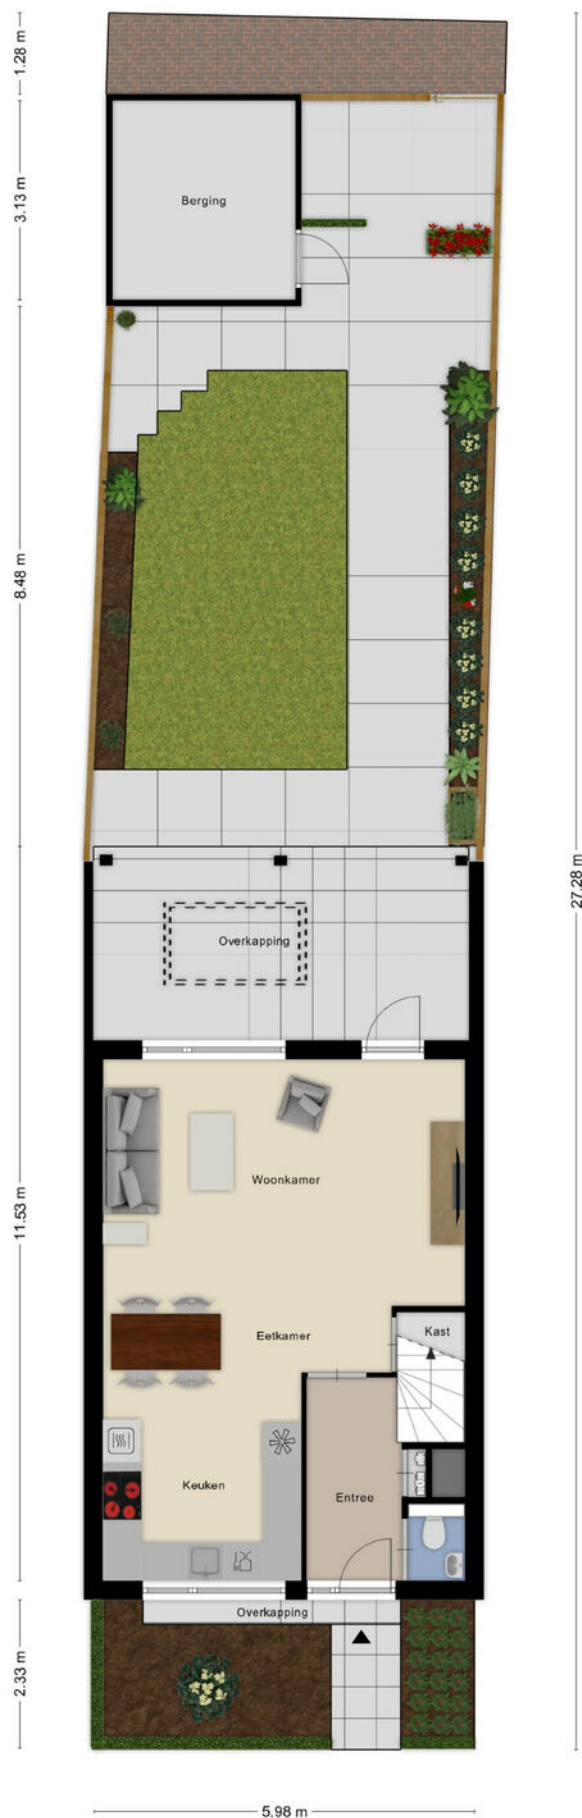 1.28 m
3.13 m
Berging
8.48 m
27.28 m
Overkapping
11.53 m
Woonkamer
Eetkamer
Kast
Keuken
Entree
Overkapping
2.33 m
5.98 m